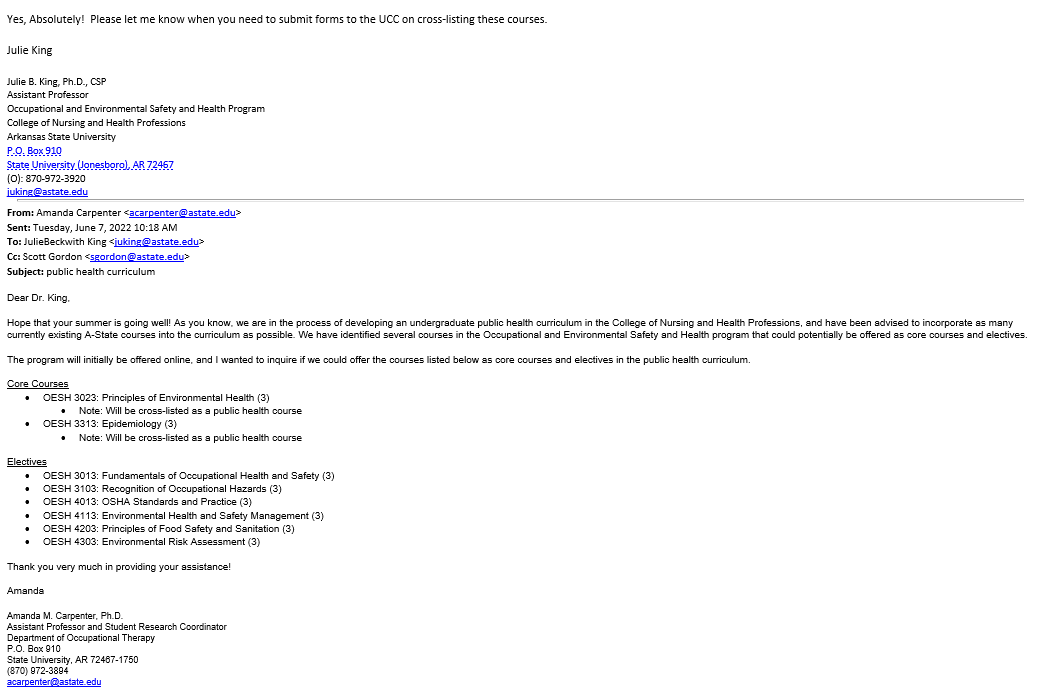 Yes, Absolutely!  Please let me know when you need to submit forms to the UCC on cross-listing these courses.
Julie King
Julie B. King, Ph.D., CSP
Assistant Professor
Occupational and Environmental Safety and Health Program
College of Nursing and Health Professions
Arkansas State University
P.O. Box 910
State University (Jonesboro), AR 72467
(O): 870-972-3920
juking@astate.edu
From: Amanda Carpenter <acarpenter@astate.edu>
Sent: Tuesday, June 7, 2022 10:18 AM
To: JulieBeckwith King <juking@astate.edu>
Cc: Scott Gordon <sgordon@astate.edu>
Subject: public health curriculum
Dear Dr. King,
Hope that your summer is going well! As you know, we are in the process of developing an undergraduate public health curriculum in the College of Nursing and Health Professions, and have been advised to incorporate as many
currently existing A-State courses into the curriculum as possible. We have identified several courses in the Occupational and Environmental Safety and Health program that could potentially be offered as core courses and electives.
The program will initially be offered online, and I wanted to inquire if we could offer the courses listed below as core courses and electives in the public health curriculum.
Core Courses
• OESH 3023: Principles of Environmental Health (3)
• Note: Will be cross-listed as a public health course
• OESH 3313: Epidemiology (3)
• Note: Will be cross-listed as a public health course
Electives
• OESH 3013: Fundamentals of Occupational Health and Safety (3)
• OESH 3103: Recognition of Occupational Hazards (3)
• OESH 4013: OSHA Standards and Practice (3)
• OESH 4113: Environmental Health and Safety Management (3)
• OESH 4203: Principles of Food Safety and Sanitation (3)
• OESH 4303: Environmental Risk Assessment (3)
Thank you very much in providing your assistance!
Amanda
Amanda M. Carpenter, Ph.D.
Assistant Professor and Student Research Coordinator
Department of Occupational Therapy
P.O. Box 910
State University, AR 72467-1750
(870) 972-3894
acarpenter@astate.edu